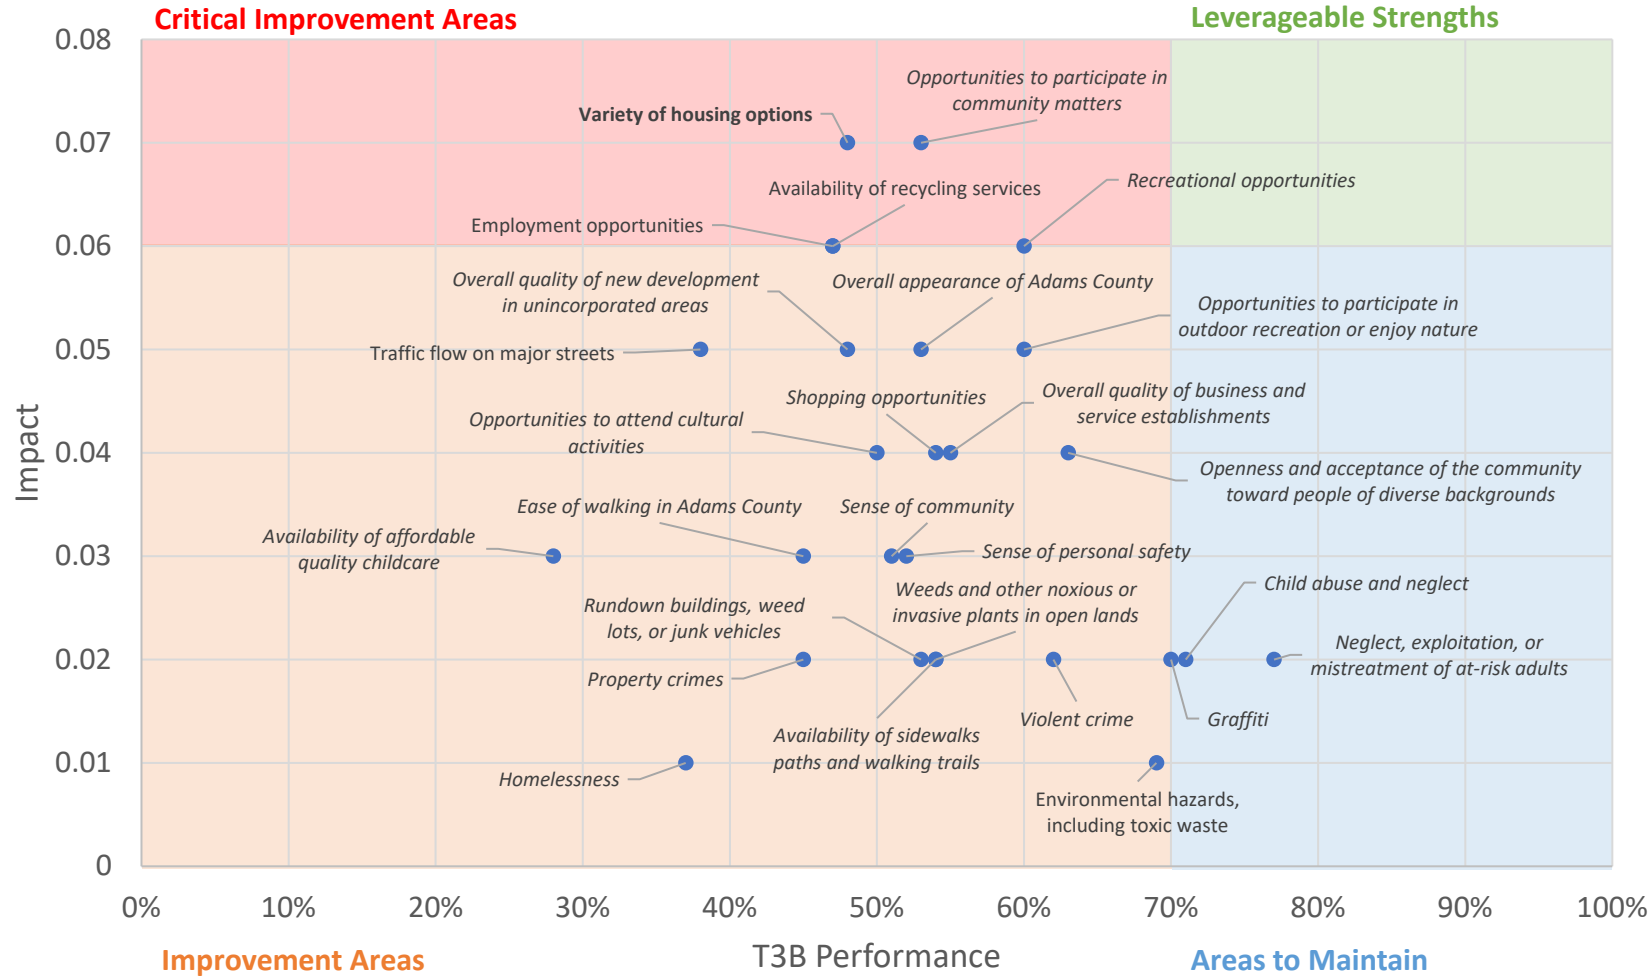 Critical Improvement Areas
Leverageable Strengths
0.08
Opportunities to participate in
community matters
Variety of housing options
0.07
Availability of recycling services
Recreational opportunities
Employment opportunities
0.06
Overall quality of new development
in unincorporated areas
Overall appearance of Adams County
Opportunities to participate in
outdoor recreation or enjoy nature
Traffic flow on major streets
0.05
Shopping opportunities
Overall quality of business and
service establishments
Opportunities to attend cultural
activities
0.04
Impact
Openness and acceptance of the community
toward people of diverse backgrounds
Ease of walking in Adams County
Sense of community
Availability of affordable
quality childcare
Sense of personal safety
0.03
Weeds and other noxious or
invasive plants in open lands
Child abuse and neglect
Rundown buildings, weed
lots, or junk vehicles
Neglect, exploitation, or
mistreatment of at-risk adults
0.02
Property crimes
Violent crime
Graffiti
Availability of sidewalks
paths and walking trails
0.01
Homelessness
Environmental hazards,
including toxic waste
0
0% 10% 20% 30% 40% 50% 60% 70% 80% 90% 100%
Improvement Areas
T3B Performance
Areas to Maintain